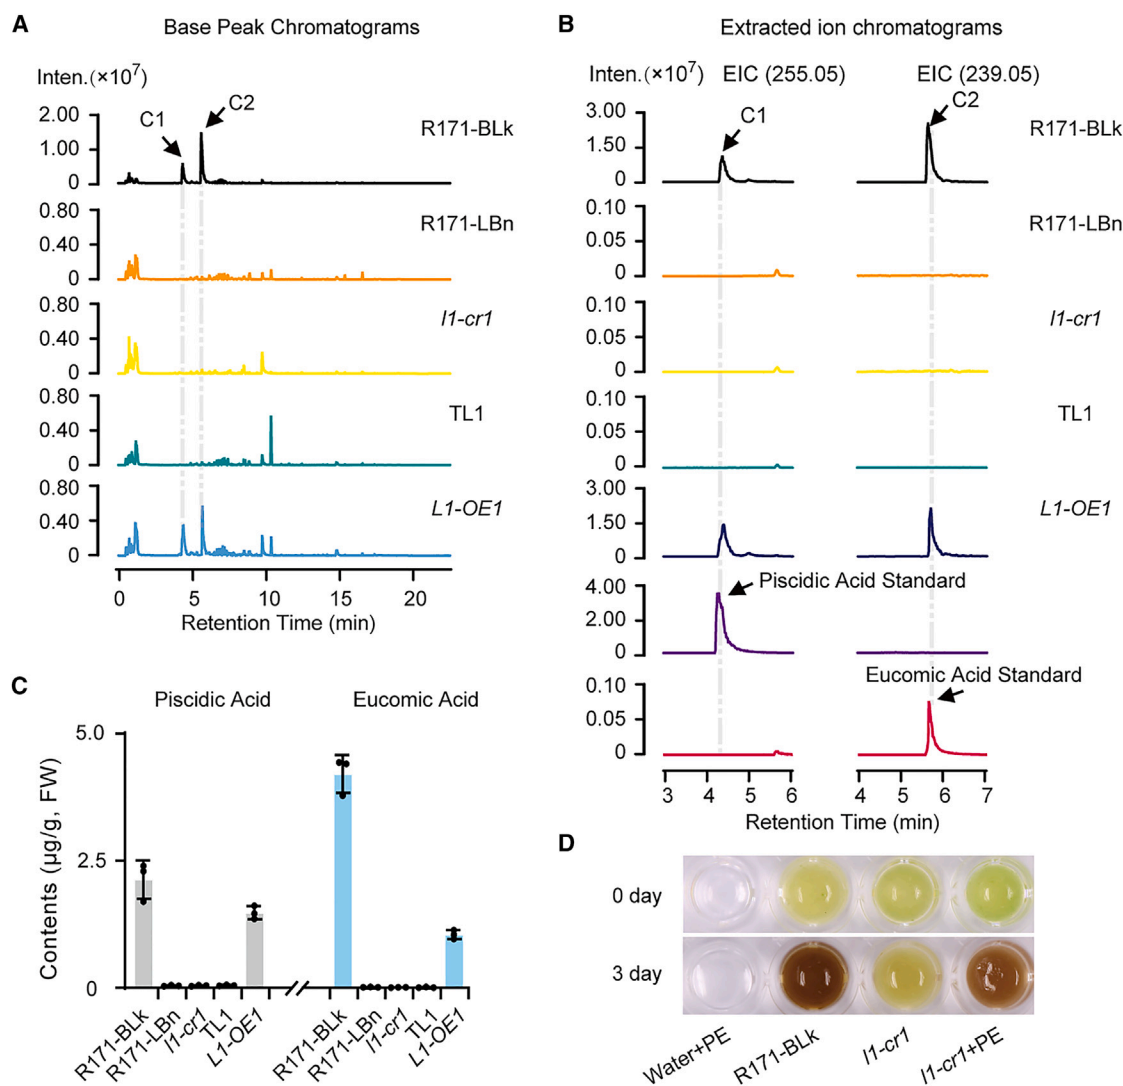 A
Base Peak Chromatograms
Inten.(×10⁷)
C1
C2
2.00
1.00
0
R171-BLk
0.80
0.40
0
R171-LBn
0.80
0.40
0
l1-cr1
0.80
0.40
0
TL1
0.80
0.40
0
L1-OE1
0 5 10 15 20
Retention Time (min)
B
Extracted ion chromatograms
Inten.(×10⁷) EIC (255.05) EIC (239.05)
C1
C2
3.00
1.50
0
R171-BLk
0.10
0.05
0
R171-LBn
0.10
0.05
0
l1-cr1
0.10
0.05
0
TL1
3.00
1.50
0
L1-OE1
4.00
2.00
0
Piscidic Acid Standard
Eucomic Acid Standard
0.10
0.05
0
3 4 5 6 4 5 6 7
Retention Time (min)
C
Piscidic Acid Eucomic Acid
Contents (µg/g, FW)
5.0
2.5
0
R171-BLk R171-LBn l1-cr1 TL1 L1-OE1 R171-BLk R171-LBn l1-cr1 TL1 L1-OE1
D
0 day
3 day
Water+PE R171-BLk l1-cr1 l1-cr1+PE